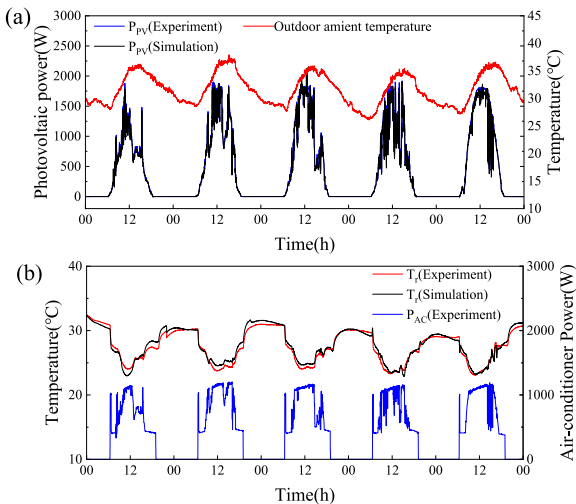 (a)
P_PV(Experiment)
Outdoor amient temperature
P_PV(Simulation)
Photovoltaic power(W)
3000
2500
2000
1500
1000
500
0
Temperature(°C)
45
40
35
30
25
20
15
10
00 12 00 12 00 12 00 12 00 12 00
Time(h)
(b)
T_r(Experiment)
T_r(Simulation)
P_AC(Experiment)
Temperature(°C)
40
30
20
10
Air-conditioner Power(W)
3000
2000
1000
0
00 12 00 12 00 12 00 12 00 12 00
Time(h)